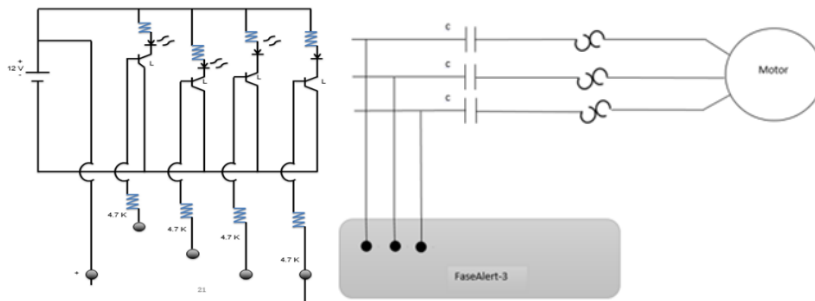 +
12 V
-
L
L
L
L
4.7 K
4.7 K
4.7 K
4.7 K
+
21
c
c
c
Motor
FaseAlert-3